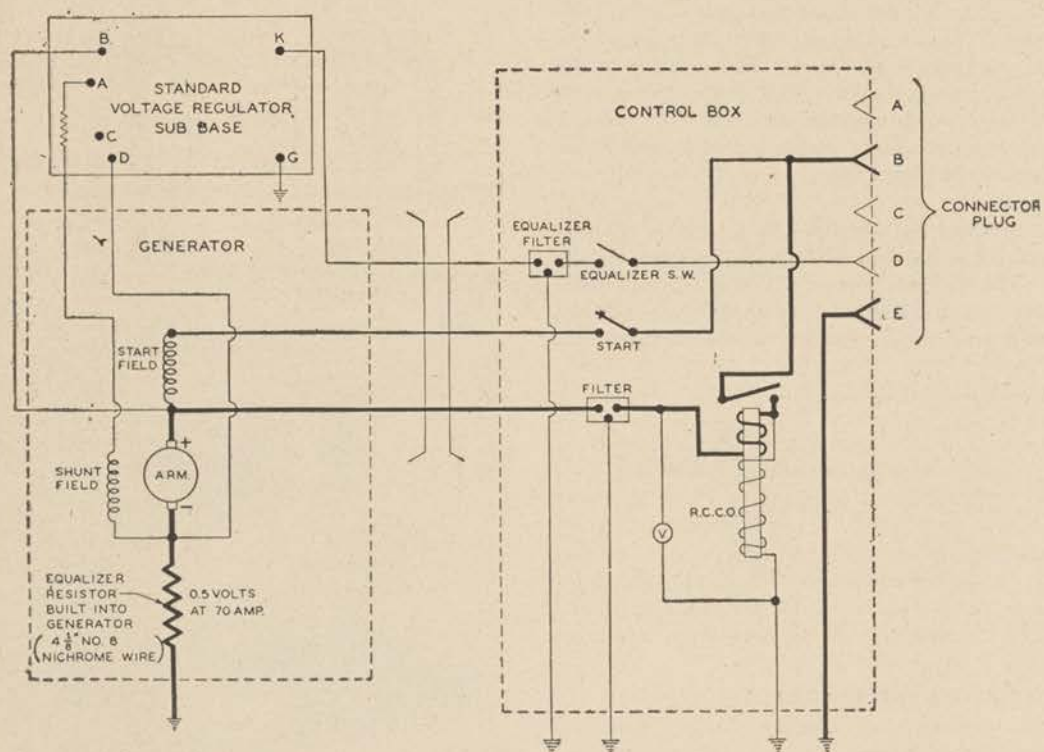 B
K
A
STANDARD
VOLTAGE REGULATOR
SUB BASE
C
D
G
GENERATOR
START
FIELD
+
ARM.
−
SHUNT
FIELD
EQUALIZER
RESISTOR
BUILT INTO
GENERATOR
(4 1/8" NO. 8
NICHROME WIRE)
0.5 VOLTS
AT 70 AMP.
CONTROL BOX
EQUALIZER
FILTER
EQUALIZER S.W.
START
FILTER
V
R.C.C.O.
A
B
C
D
E
CONNECTOR
PLUG